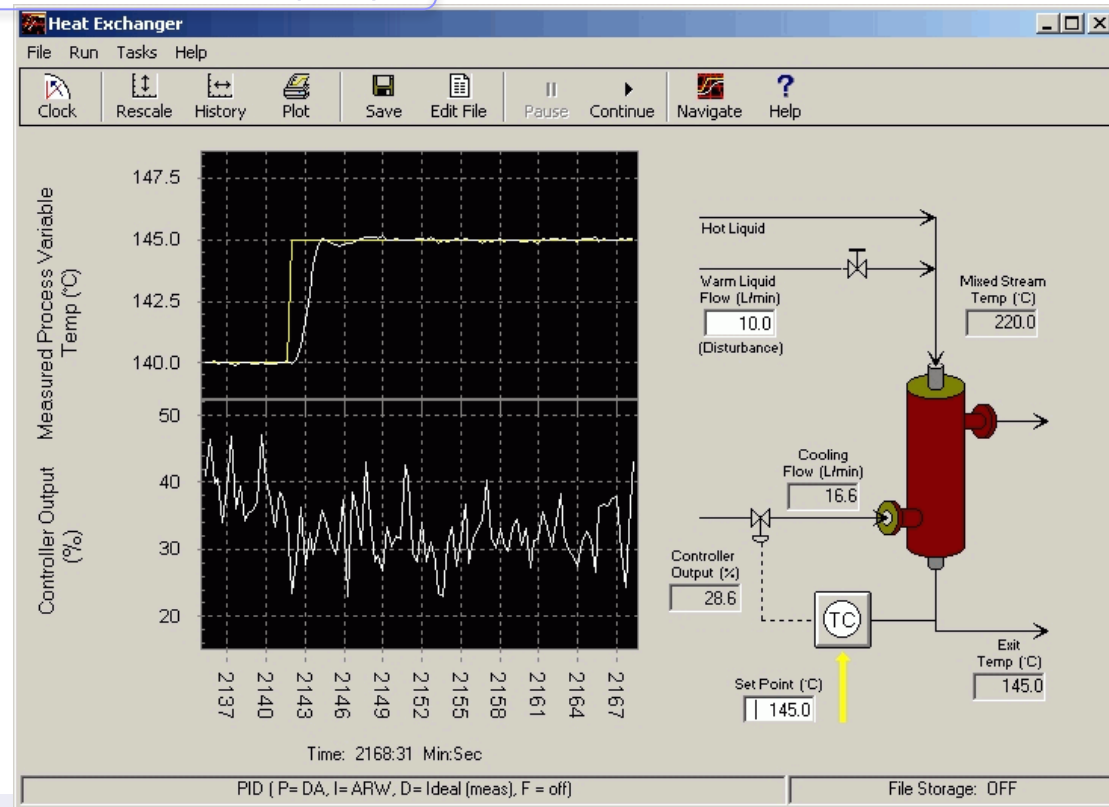 Heat Exchanger
File Run Tasks Help
Clock Rescale History Plot Save Edit File Pause Continue Navigate Help
Measured Process Variable
Temp (°C)
147.5
145.0
142.5
140.0
Controller Output
(%)
50
40
30
20
2137 2140 2143 2146 2149 2152 2155 2158 2161 2164 2167
Time: 2168:31 Min:Sec
Hot Liquid
Warm Liquid
Flow (L/min)
10.0
(Disturbance)
Mixed Stream
Temp (°C)
220.0
Cooling
Flow (L/min)
16.6
Controller
Output (%)
28.6
TC
Set Point (°C)
145.0
Exit
Temp (°C)
145.0
PID ( P= DA, I= ARW, D= Ideal (meas), F = off)
File Storage: OFF